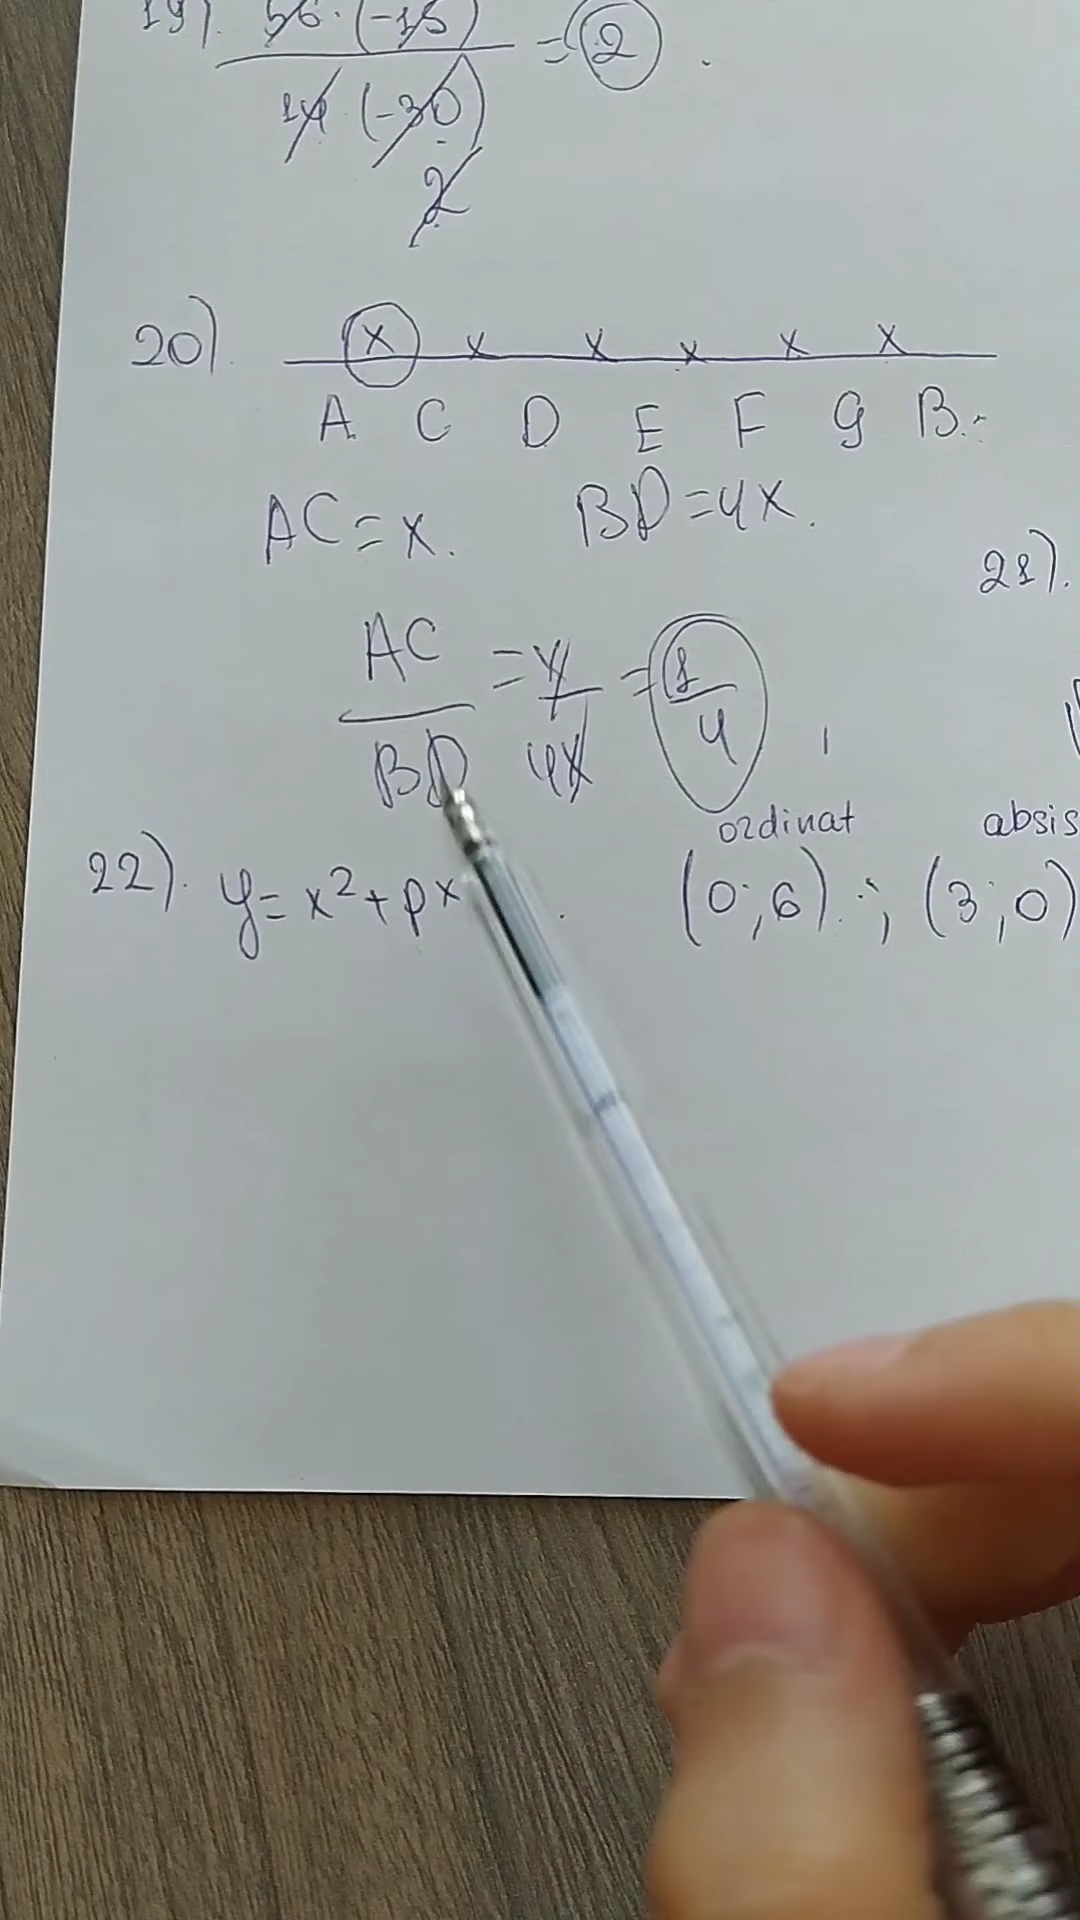 19). 56 · (-15) = 2 .
14 (-30)
2
20). x x x x x x
A C D E F g B.
AC = x. BD = 4x.
21).
AC = x = 1
BD 4x 4
ordinat absis
22). y = x² + px (0;6). ; (3;0)